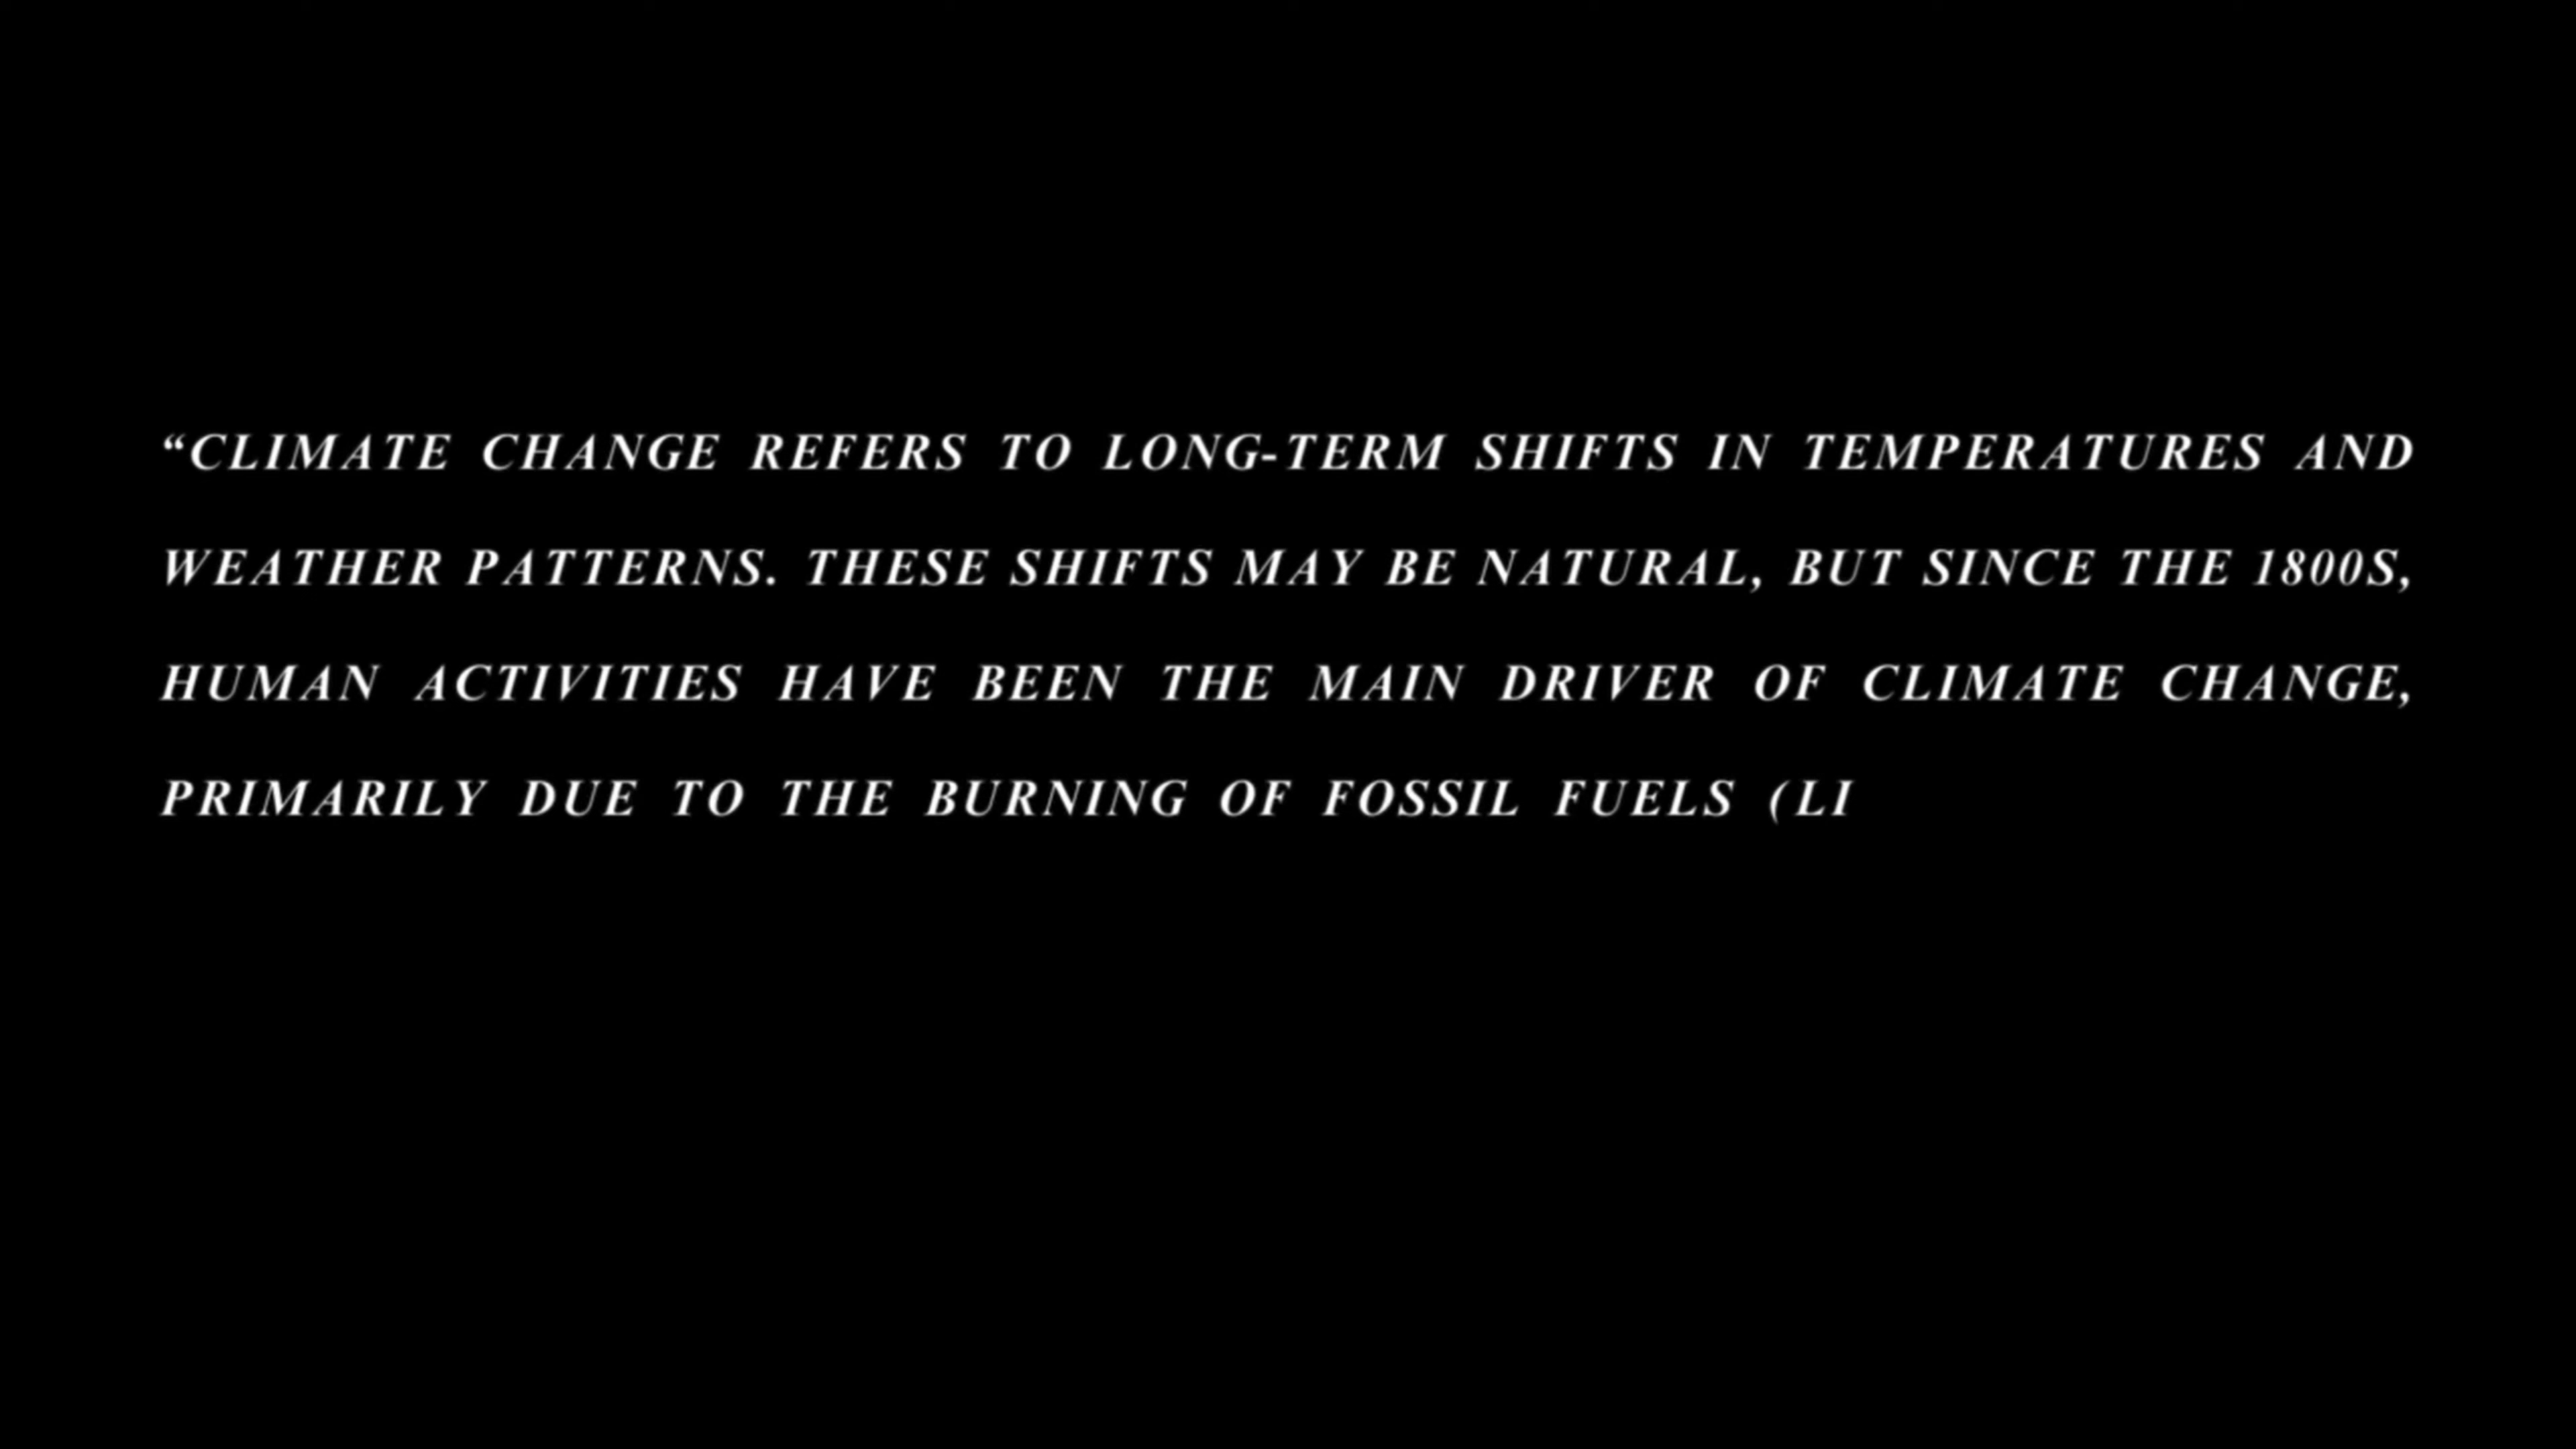 “CLIMATE CHANGE REFERS TO LONG-TERM SHIFTS IN TEMPERATURES AND
WEATHER PATTERNS. THESE SHIFTS MAY BE NATURAL, BUT SINCE THE 1800S,
HUMAN ACTIVITIES HAVE BEEN THE MAIN DRIVER OF CLIMATE CHANGE,
PRIMARILY DUE TO THE BURNING OF FOSSIL FUELS (LI